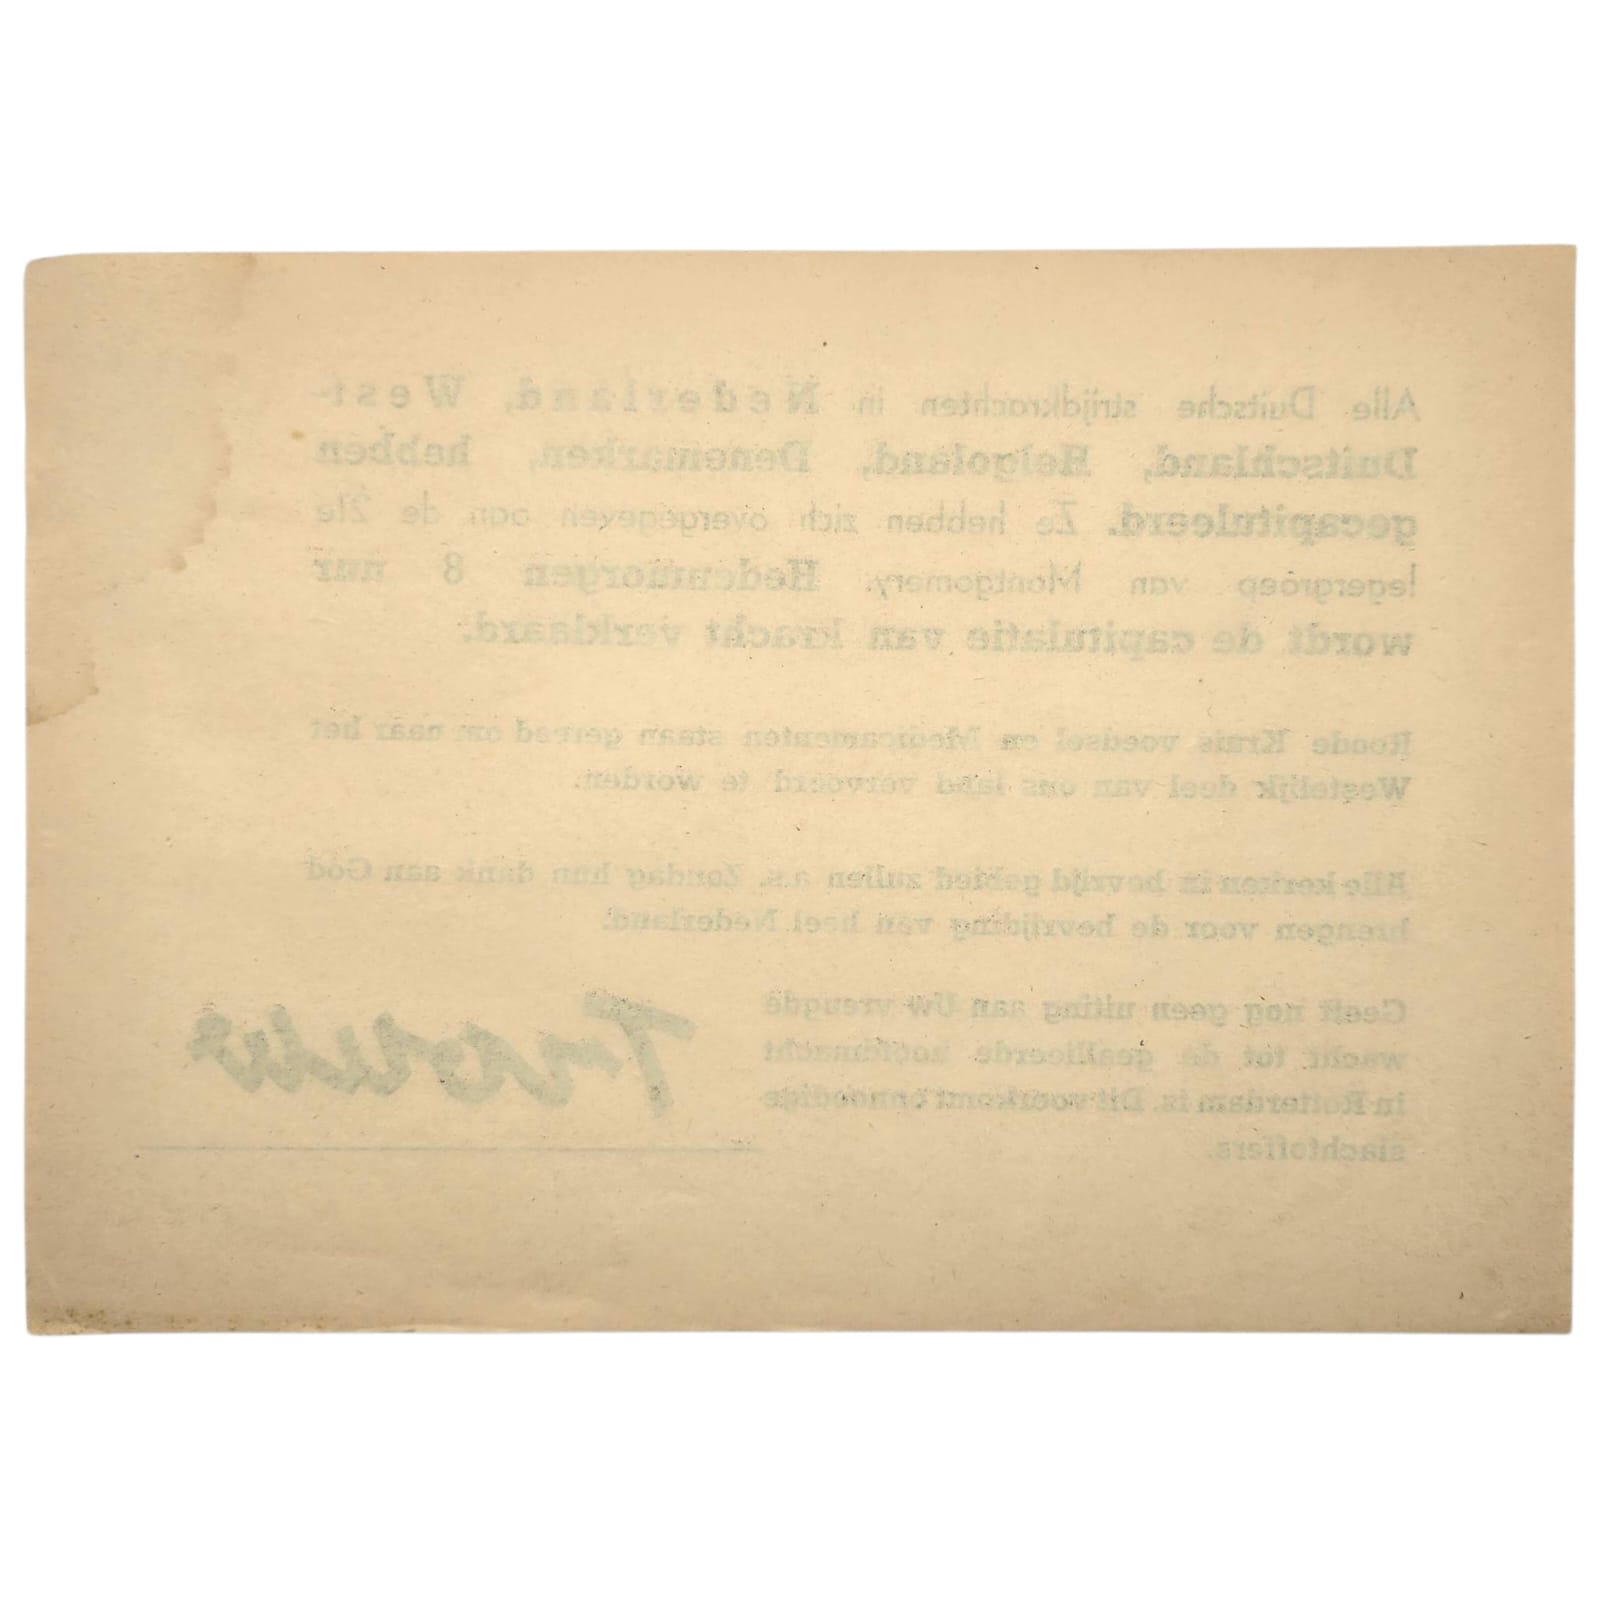 Alle Duitsche strijdkrachten in Nederland, West-
Duitschland, Helgoland, Denemarken, hebben
gecapituleerd. Ze hebben zich overgegeven aan de 21e
legergroep van Montgomery. Hedenmorgen 8 uur
wordt de capitulatie van kracht verklaard.
Roode Kruis voedsel en Medicamenten staan gereed om naar het
Westelijk deel van ons land vervoerd te worden.
Alle kerken in bevrijd gebied zullen a.s. Zondag hun dank aan God
brengen voor de bevrijding van heel Nederland.
Geeft nog geen uiting aan Uw vreugde
wacht tot de geallieerde hoofdmacht
in Rotterdam is. Dit voorkomt onnoodige
slachtoffers.